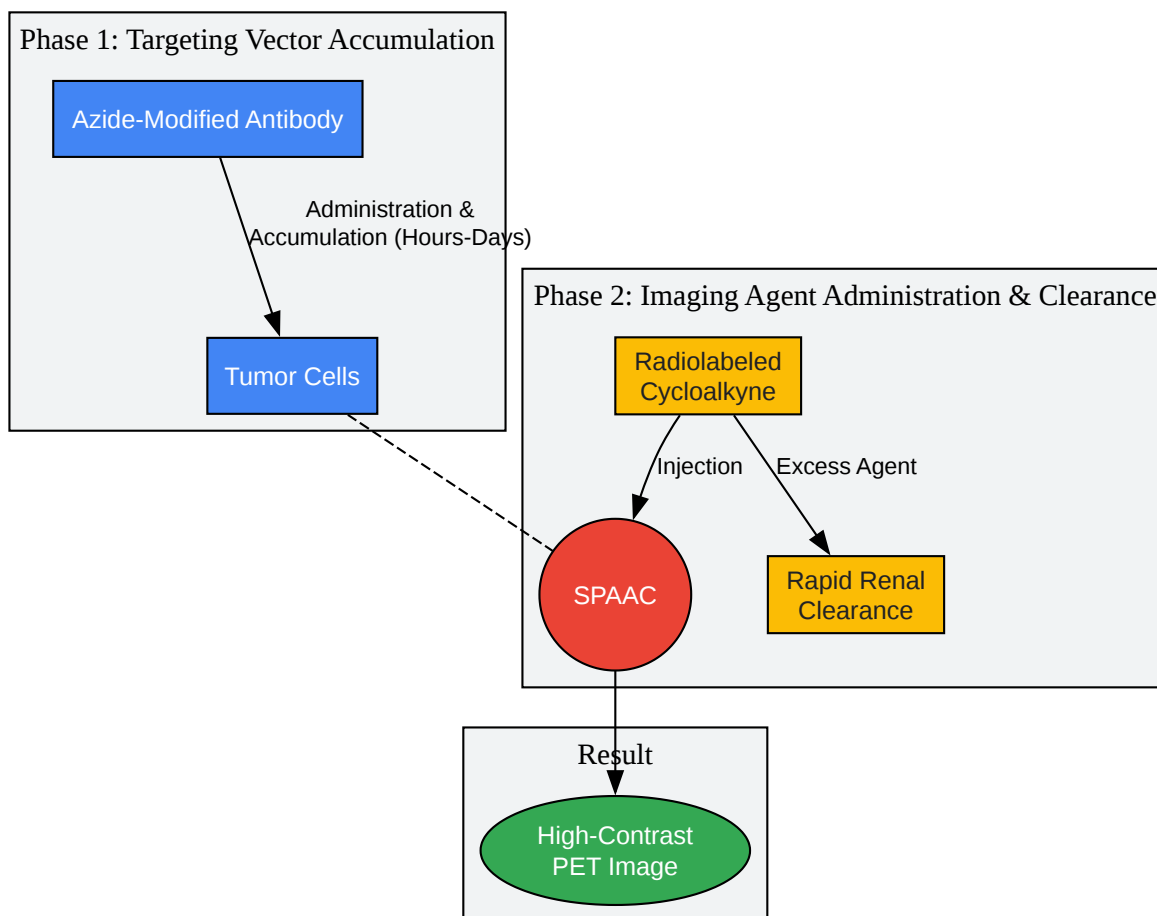 Phase 1: Targeting Vector Accumulation
Azide-Modified Antibody
Administration &
Accumulation (Hours-Days)
Tumor Cells
Phase 2: Imaging Agent Administration & Clearance
Radiolabeled
Cycloalkyne
Injection
Excess Agent
SPAAC
Rapid Renal
Clearance
Result
High-Contrast
PET Image